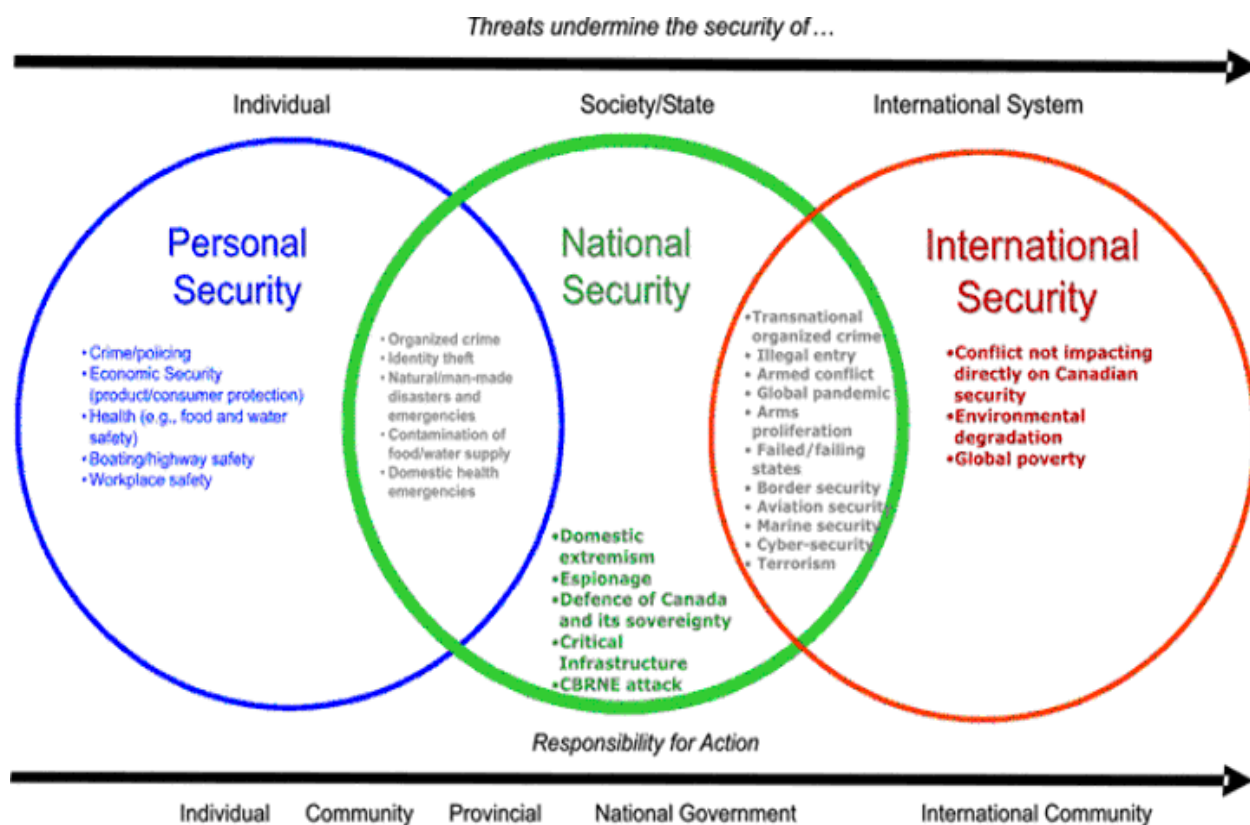 Threats undermine the security of…
Individual
Society/State
International System
Personal
Security
• Crime/policing
• Economic Security
(product/consumer protection)
• Health (e.g., food and water
safety)
• Boating/highway safety
• Workplace safety
• Organized crime
• Identity theft
• Natural/man-made
disasters and
emergencies
• Contamination of
food/water supply
• Domestic health
emergencies
National
Security
• Domestic
extremism
• Espionage
• Defence of Canada
and its sovereignty
• Critical
Infrastructure
• CBRNE attack
• Transnational
organized crime
• Illegal entry
• Armed conflict
• Global pandemic
• Arms
proliferation
• Failed/failing
states
• Border security
• Aviation security
• Marine security
• Cyber-security
• Terrorism
International
Security
• Conflict not impacting
directly on Canadian
security
• Environmental
degradation
• Global poverty
Responsibility for Action
Individual
Community
Provincial
National Government
International Community